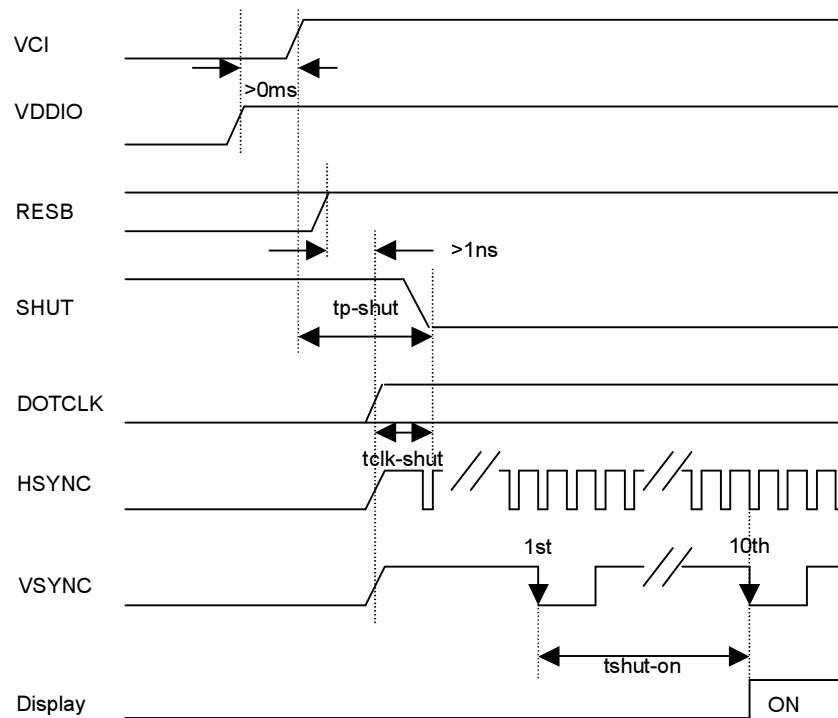 VCI
>0ms
VDDIO
RESB
>1ns
SHUT
tp-shut
DOTCLK
tclk-shut
HSYNC
1st
10th
VSYNC
tshut-on
Display
ON